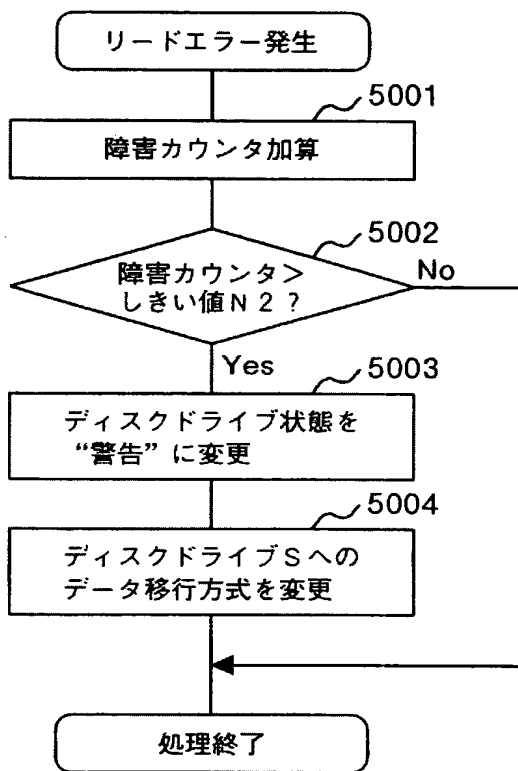 リードエラー発生
5001
障害カウンタ加算
5002
障害カウンタ>
しきい値N2?
No
Yes
5003
ディスクドライブ状態を
“警告”に変更
5004
ディスクドライブSへの
データ移行方式を変更
処理終了